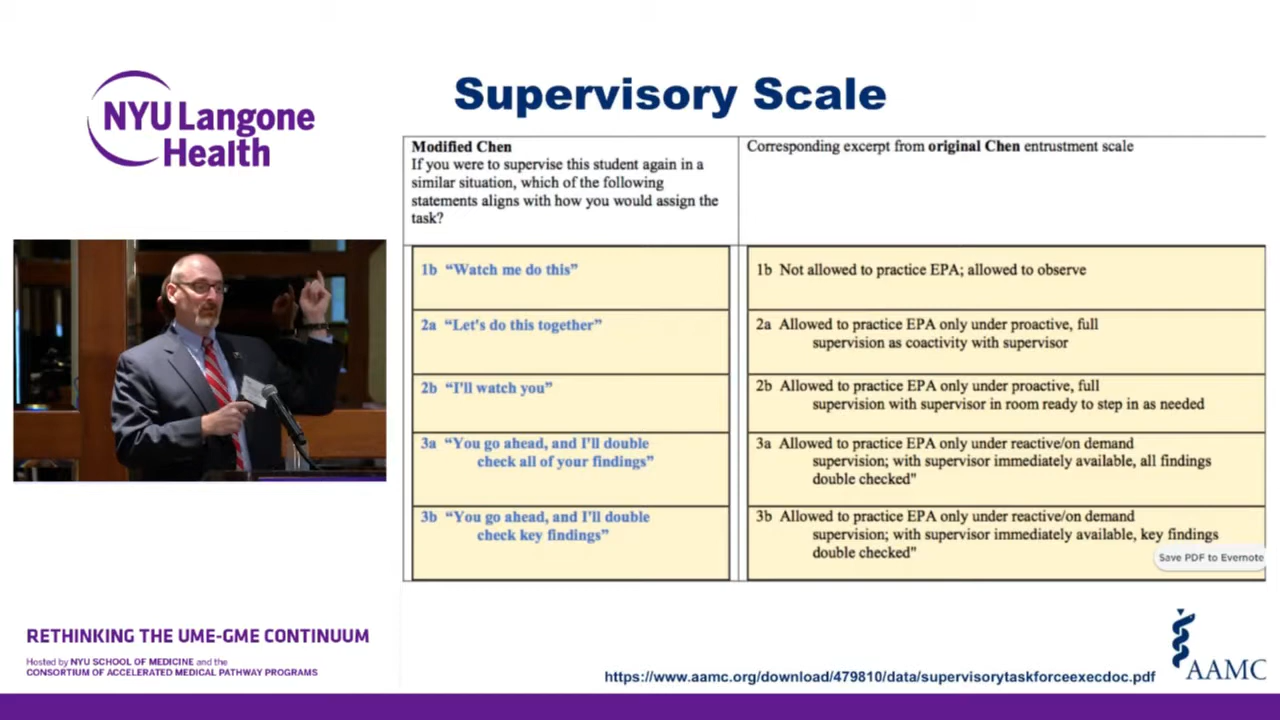 NYU Langone
Health
Supervisory Scale
Modified Chen
If you were to supervise this student again in a
similar situation, which of the following
statements aligns with how you would assign the
task?
Corresponding excerpt from original Chen entrustment scale
1b “Watch me do this”
1b Not allowed to practice EPA; allowed to observe
2a “Let's do this together”
2a Allowed to practice EPA only under proactive, full
supervision as coactivity with supervisor
2b “I'll watch you”
2b Allowed to practice EPA only under proactive, full
supervision with supervisor in room ready to step in as needed
3a “You go ahead, and I'll double
check all of your findings”
3a Allowed to practice EPA only under reactive/on demand
supervision; with supervisor immediately available, all findings
double checked"
3b “You go ahead, and I'll double
check key findings”
3b Allowed to practice EPA only under reactive/on demand
supervision; with supervisor immediately available, key findings
double checked"
Save PDF to Evernote
RETHINKING THE UME-GME CONTINUUM
Hosted by NYU SCHOOL OF MEDICINE and the
CONSORTIUM OF ACCELERATED MEDICAL PATHWAY PROGRAMS
https://www.aamc.org/download/479810/data/supervisorytaskforceexecdoc.pdf
AAMC